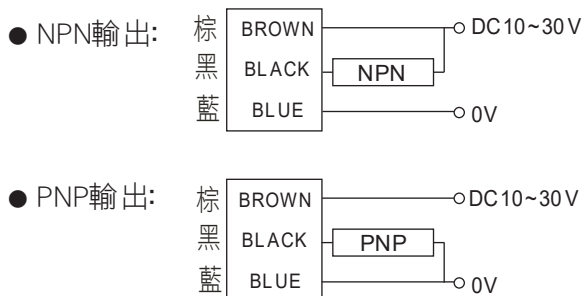 ● NPN輸出:
棕 BROWN DC10~30V
黑 BLACK NPN
藍 BLUE 0V
● PNP輸出:
棕 BROWN DC10~30V
黑 BLACK PNP
藍 BLUE 0V